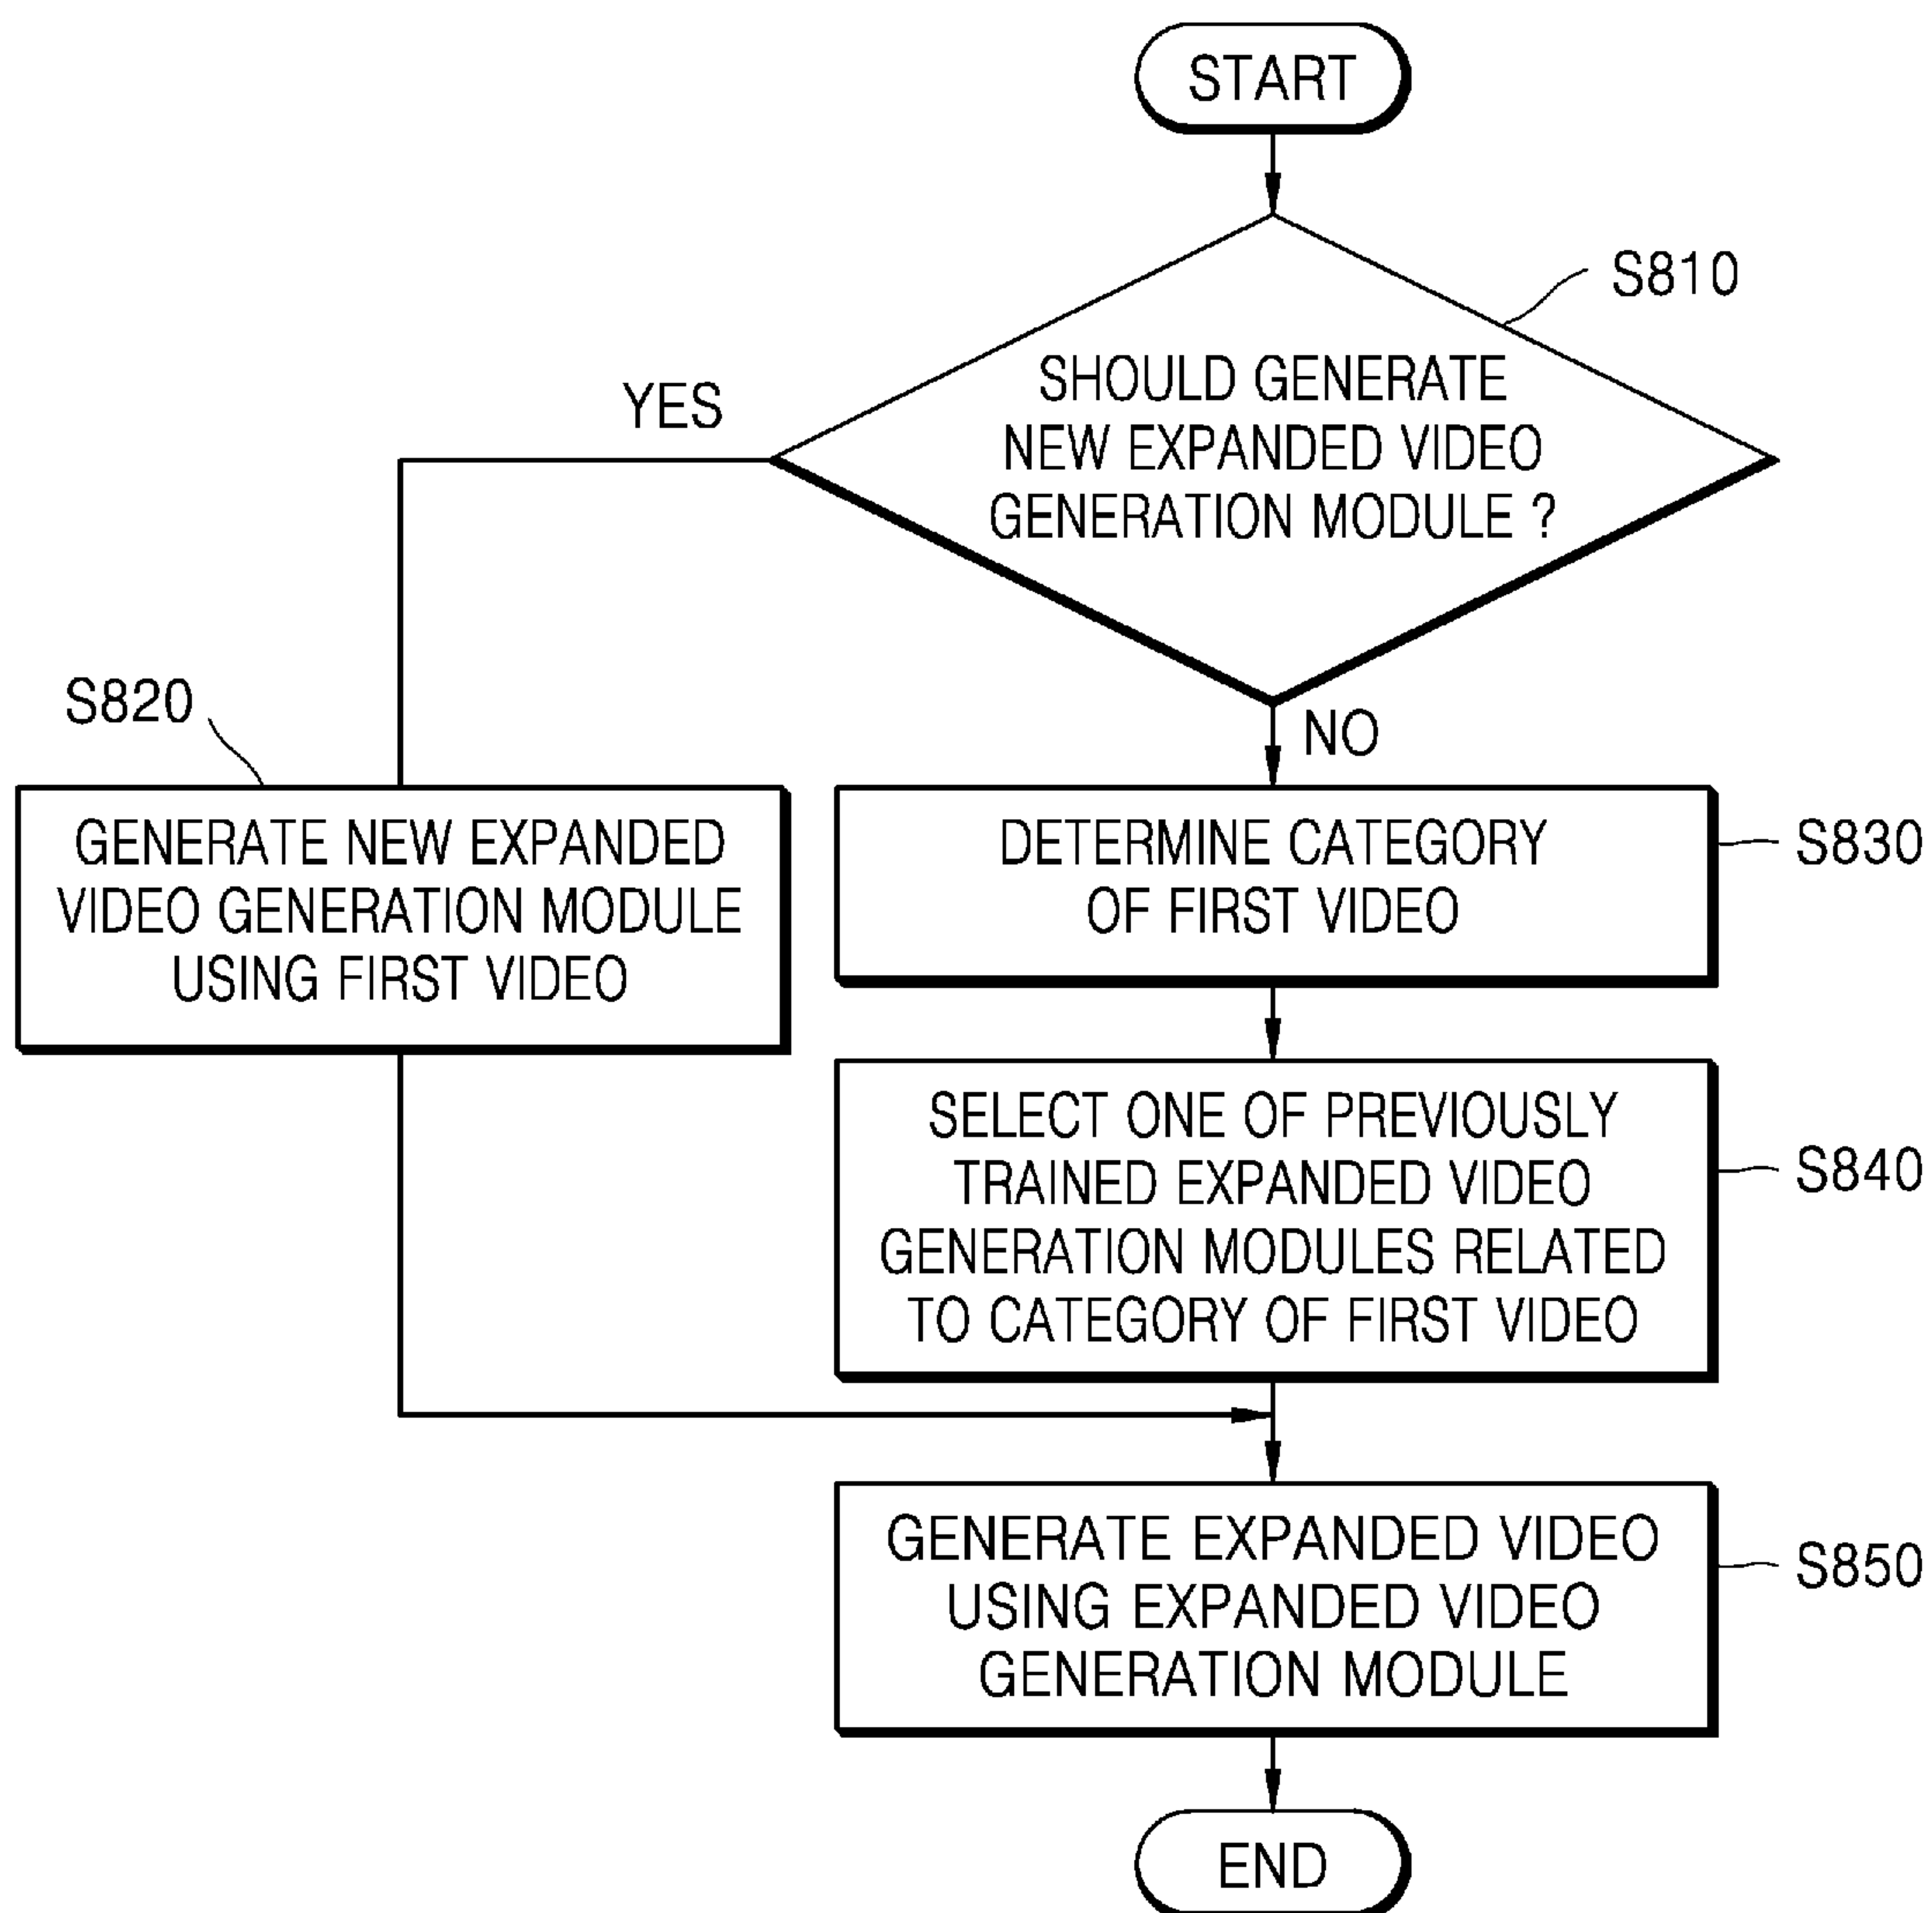 START
S810
SHOULD GENERATE
NEW EXPANDED VIDEO
GENERATION MODULE ?
YES
NO
S820
GENERATE NEW EXPANDED
VIDEO GENERATION MODULE
USING FIRST VIDEO
DETERMINE CATEGORY
OF FIRST VIDEO
S830
SELECT ONE OF PREVIOUSLY
TRAINED EXPANDED VIDEO
GENERATION MODULES RELATED
TO CATEGORY OF FIRST VIDEO
S840
GENERATE EXPANDED VIDEO
USING EXPANDED VIDEO
GENERATION MODULE
S850
END